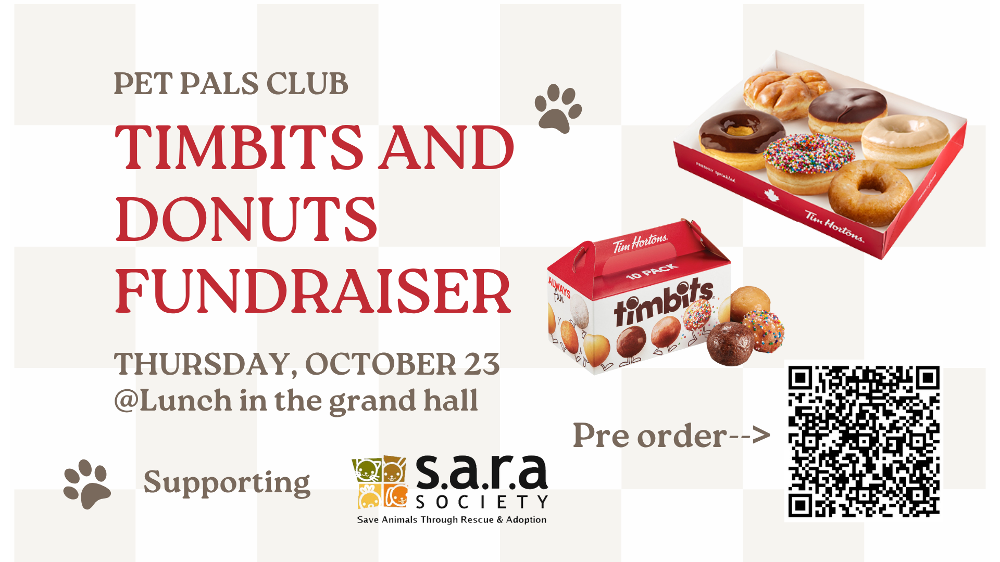 PET PALS CLUB
TIMBITS AND
DONUTS
FUNDRAISER
THURSDAY, OCTOBER 23
@Lunch in the grand hall
Supporting
s.a.r.a
SOCIETY
Save Animals Through Rescue & Adoption
FRESHLY sprinkled
Tim Hortons.
Tim Hortons.
10 PACK
ALWAYS
fun
timbits
Pre order-->